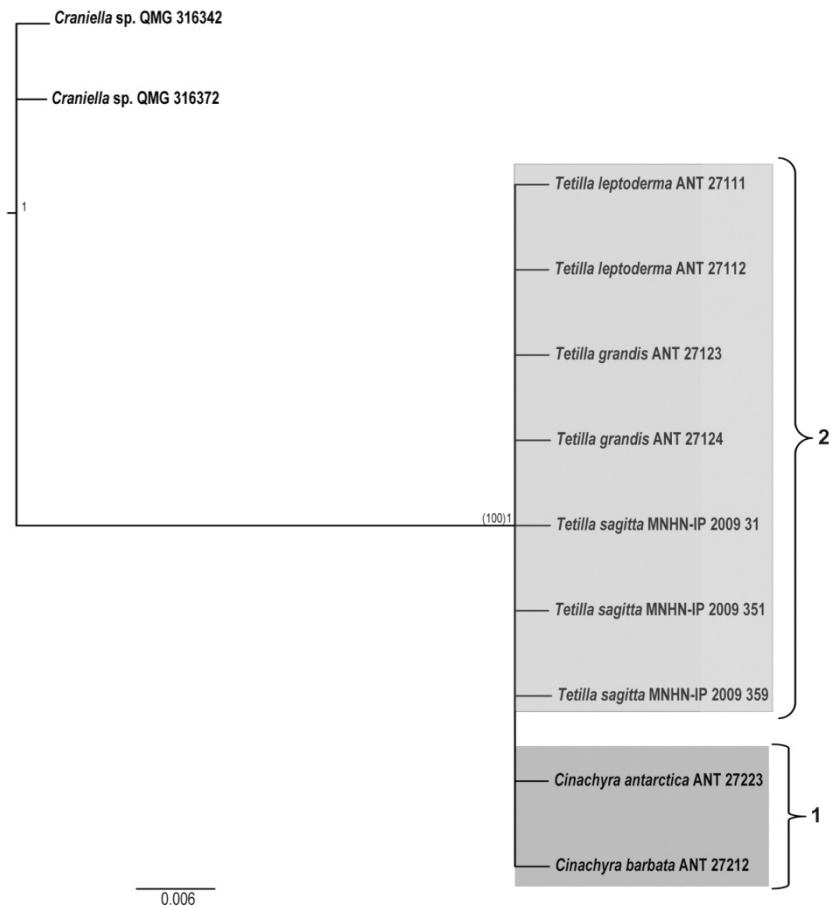 Craniella sp. QMG 316342
Craniella sp. QMG 316372
1
Tetilla leptoderma ANT 27111
Tetilla leptoderma ANT 27112
Tetilla grandis ANT 27123
Tetilla grandis ANT 27124
2
(100)1
Tetilla sagitta MNHN-IP 2009 31
Tetilla sagitta MNHN-IP 2009 351
Tetilla sagitta MNHN-IP 2009 359
Cinachyra antarctica ANT 27223
1
Cinachyra barbata ANT 27212
0.006